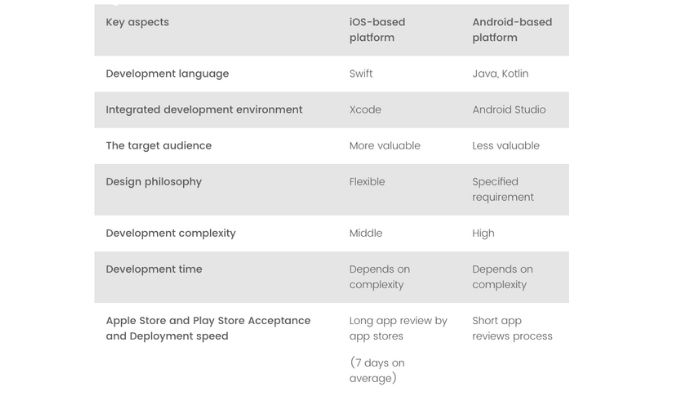 Key aspects iOS-based Android-based
platform platform
Development language Swift Java, Kotlin
Integrated development environment Xcode Android Studio
The target audience More valuable Less valuable
Design philosophy Flexible Specified
requirement
Development complexity Middle High
Development time Depends on Depends on
complexity complexity
Apple Store and Play Store Acceptance Long app review by Short app
and Deployment speed app stores reviews process
(7 days on
average)